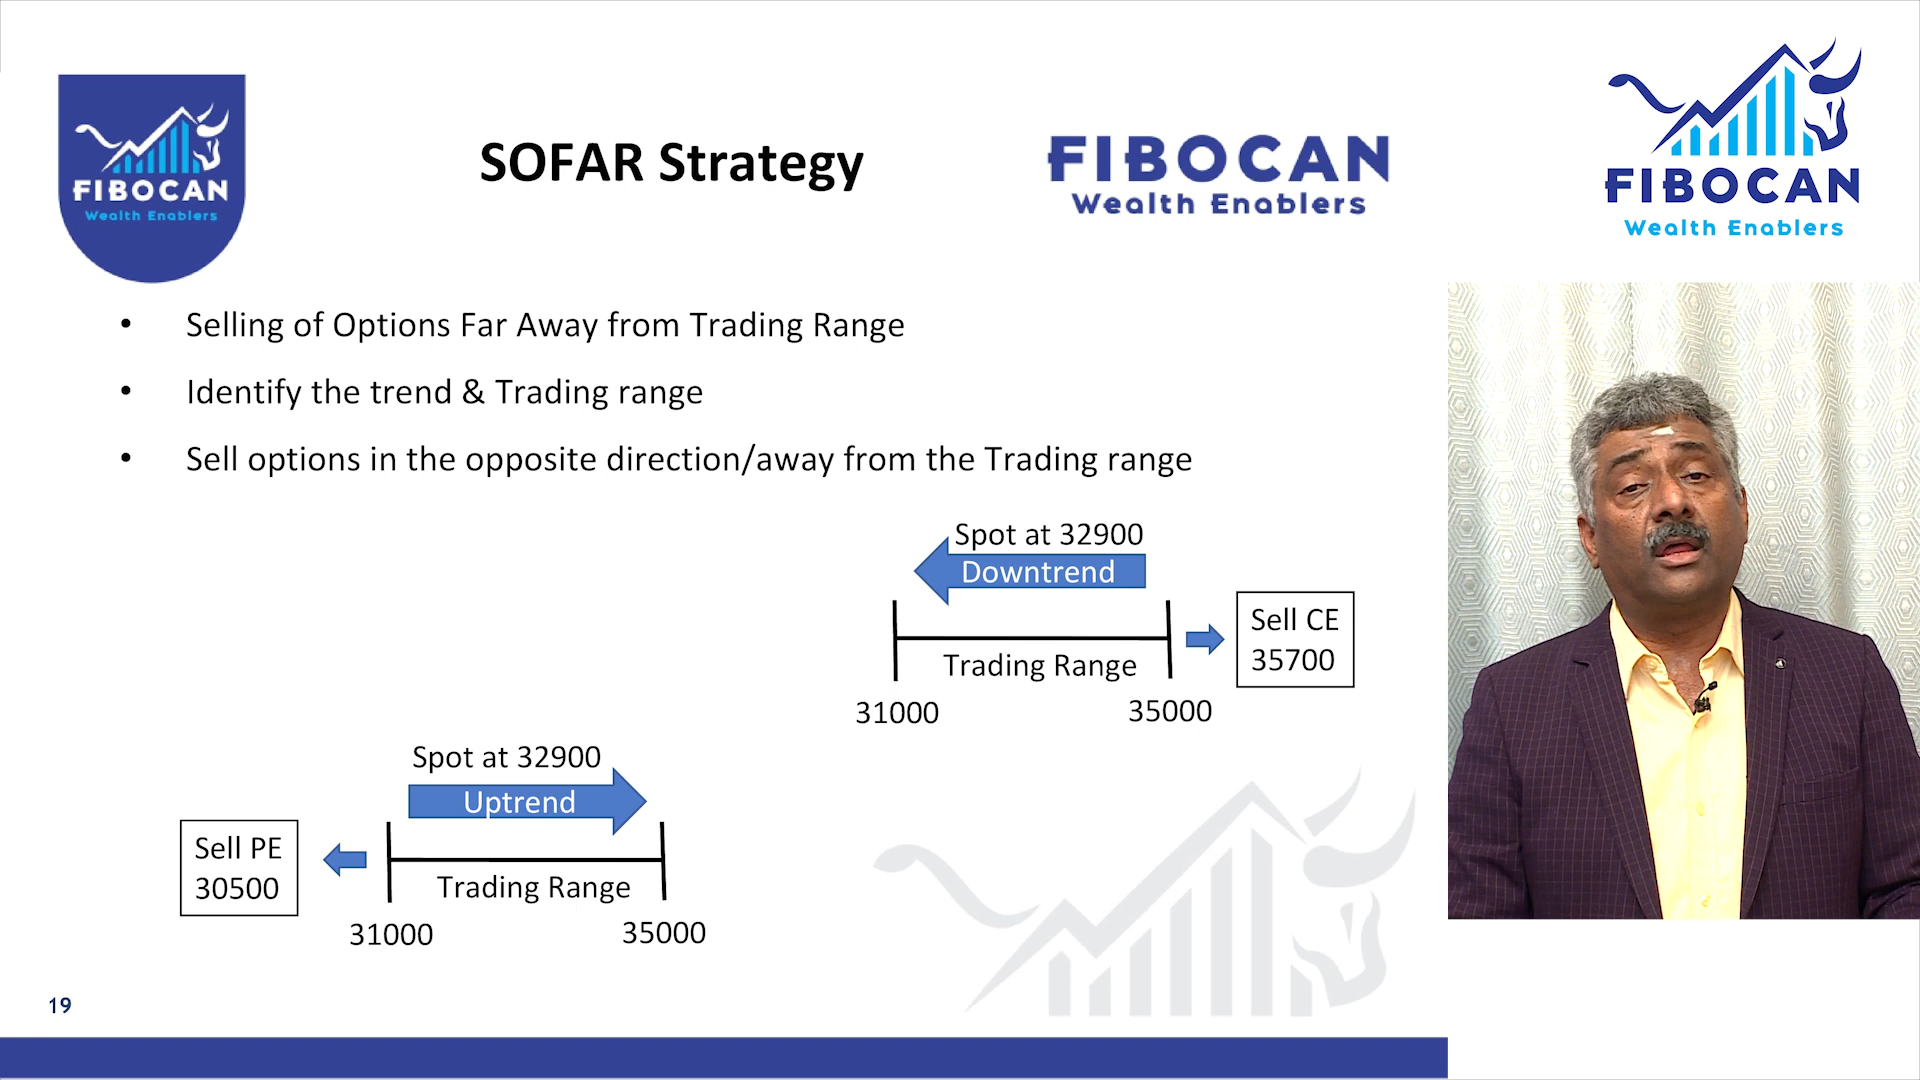 FIBOCAN
Wealth Enablers
SOFAR Strategy
FIBOCAN
Wealth Enablers
FIBOCAN
Wealth Enablers
• Selling of Options Far Away from Trading Range
• Identify the trend & Trading range
• Sell options in the opposite direction/away from the Trading range
Spot at 32900
Downtrend
Trading Range
31000
35000
Sell CE
35700
Spot at 32900
Uptrend
Sell PE
30500
Trading Range
31000
35000
19